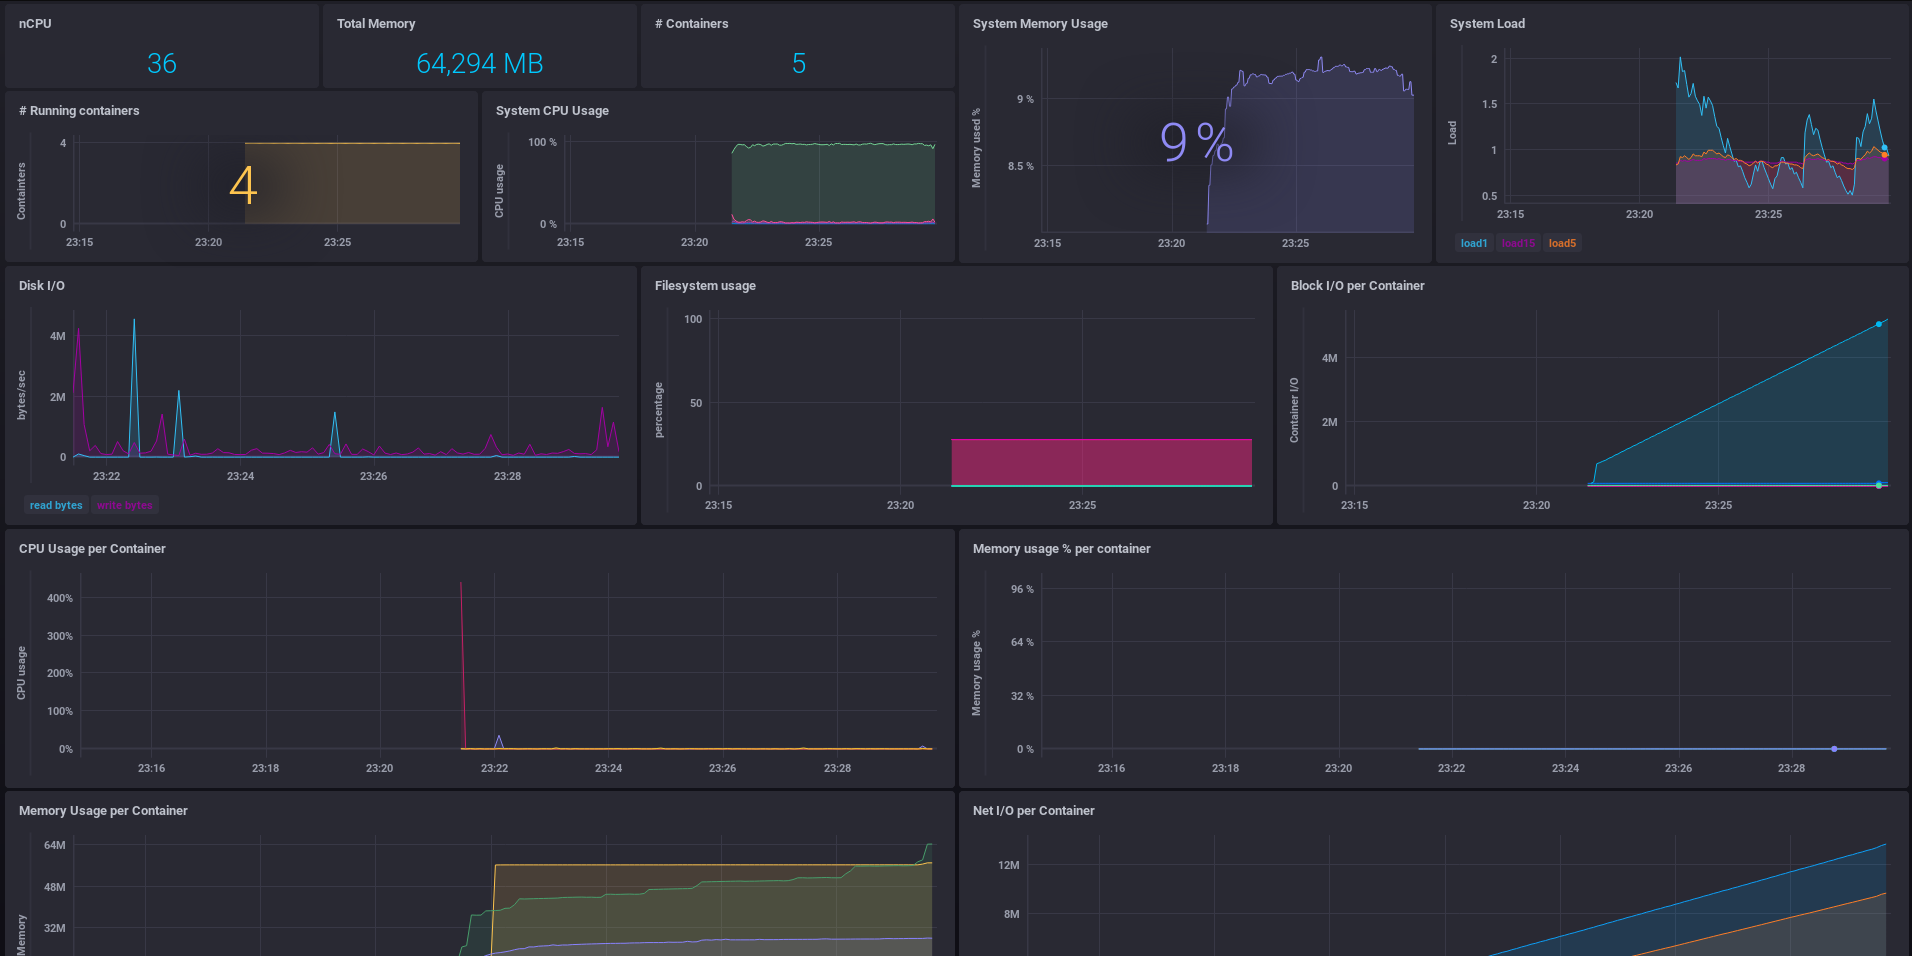 nCPU
36
Total Memory
64,294 MB
# Containers
5
System Memory Usage
Memory used %
9 %
8.5 %
9%
23:15
23:20
23:25
System Load
Load
2
1.5
1
0.5
23:15
23:20
23:25
load1
load15
load5
# Running containers
Containters
4
0
4
23:15
23:20
23:25
System CPU Usage
CPU usage
100 %
0 %
23:15
23:20
23:25
Disk I/O
bytes/sec
4M
2M
0
23:22
23:24
23:26
23:28
read bytes
write bytes
Filesystem usage
percentage
100
50
0
23:15
23:20
23:25
Block I/O per Container
Container I/O
4M
2M
0
23:15
23:20
23:25
CPU Usage per Container
CPU usage
400%
300%
200%
100%
0%
23:16
23:18
23:20
23:22
23:24
23:26
23:28
Memory usage % per container
Memory usage %
96 %
64 %
32 %
0 %
23:16
23:18
23:20
23:22
23:24
23:26
23:28
Memory Usage per Container
Memory
64M
48M
32M
Net I/O per Container
12M
8M